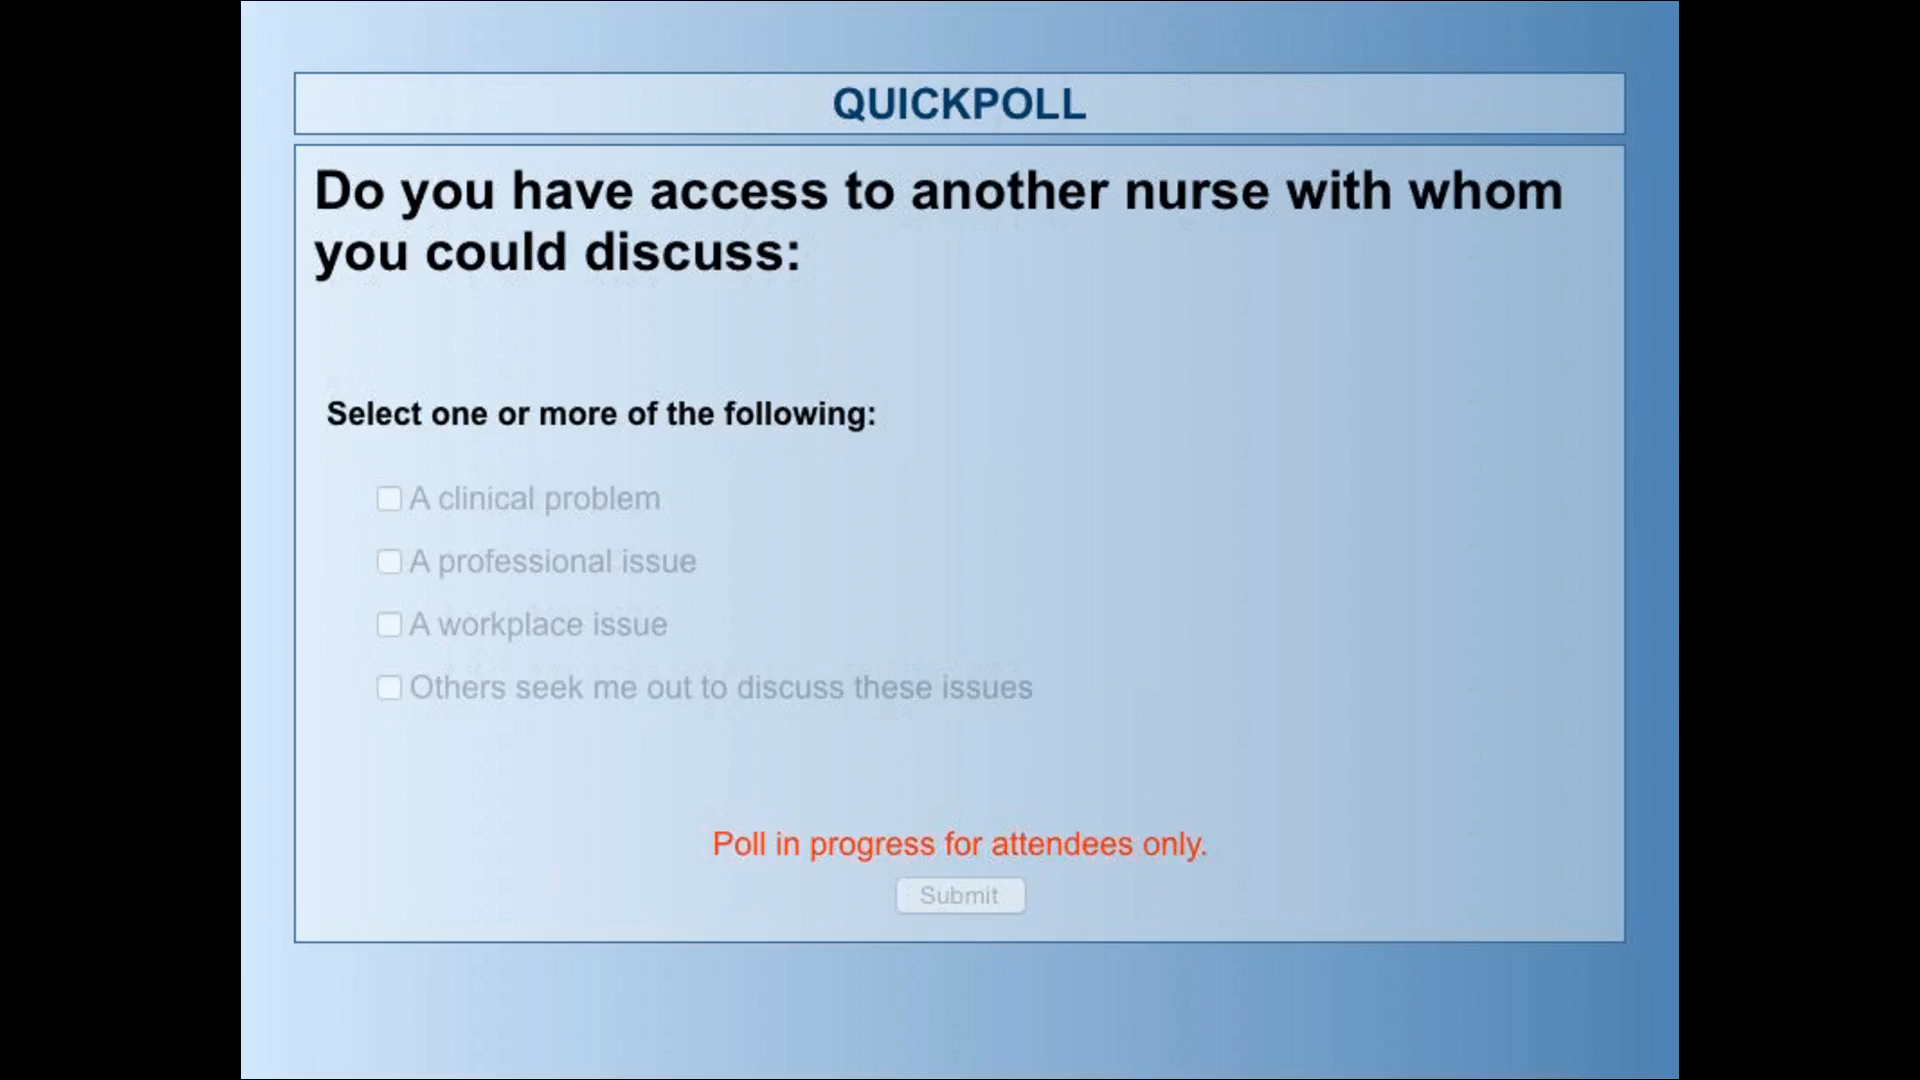 QUICKPOLL
Do you have access to another nurse with whom
you could discuss:
Select one or more of the following:
A clinical problem
A professional issue
A workplace issue
Others seek me out to discuss these issues
Poll in progress for attendees only.
Submit